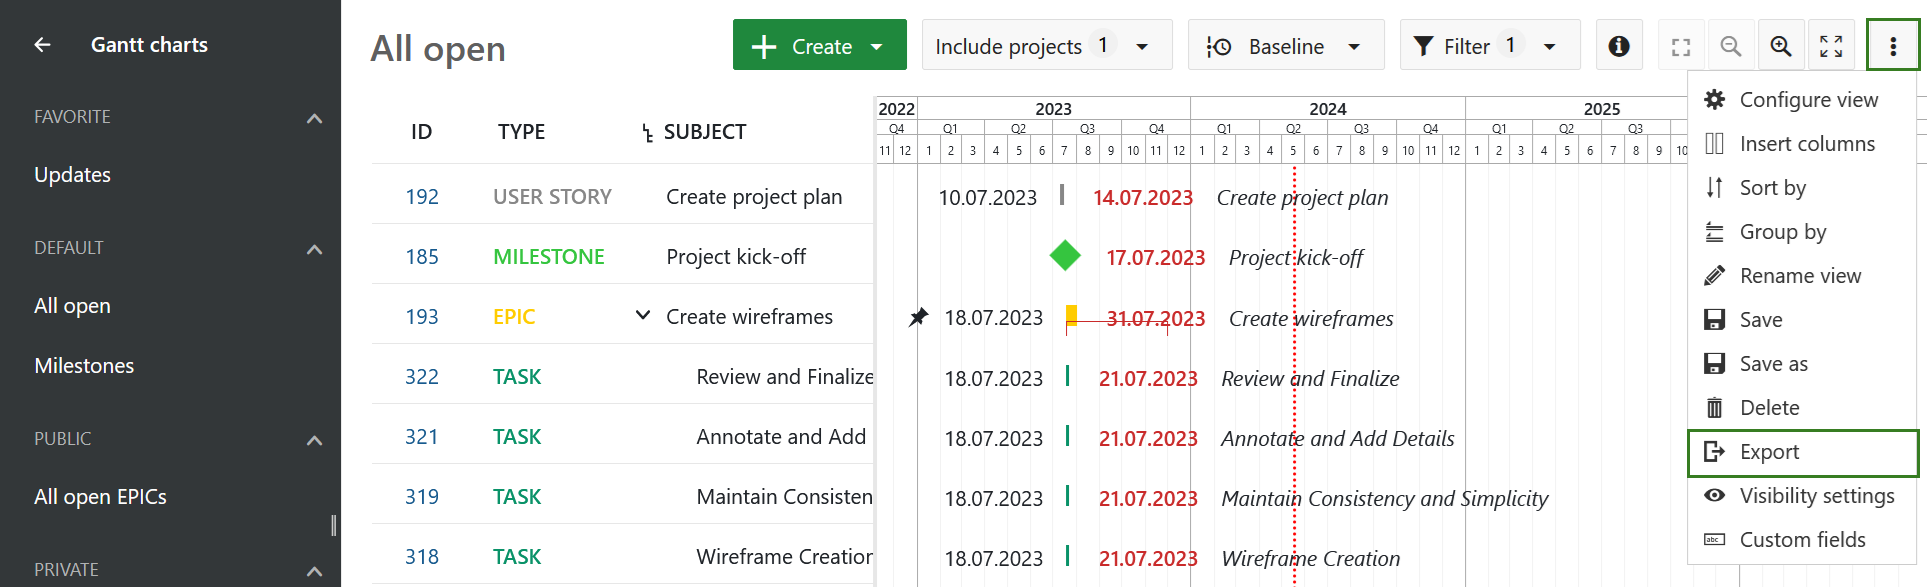 Gantt charts
FAVORITE
Updates
DEFAULT
All open
Milestones
PUBLIC
All open EPICs
PRIVATE
All open
Create
Include projects 1
Baseline
Filter 1
ID TYPE SUBJECT
192 USER STORY Create project plan
185 MILESTONE Project kick-off
193 EPIC Create wireframes
322 TASK Review and Finalize
321 TASK Annotate and Add
319 TASK Maintain Consisten
318 TASK Wireframe Creation
2022 2023 2024 2025
Q4 Q1 Q2 Q3 Q4 Q1 Q2 Q3 Q4 Q1 Q2 Q3
11 12 1 2 3 4 5 6 7 8 9 10 11 12 1 2 3 4 5 6 7 8 9 10 11 12 1 2 3 4 5 6 7 8 9 10
10.07.2023 14.07.2023 Create project plan
17.07.2023 Project kick-off
18.07.2023 31.07.2023 Create wireframes
18.07.2023 21.07.2023 Review and Finalize
18.07.2023 21.07.2023 Annotate and Add Details
18.07.2023 21.07.2023 Maintain Consistency and Simplicity
18.07.2023 21.07.2023 Wireframe Creation
Configure view
Insert columns
Sort by
Group by
Rename view
Save
Save as
Delete
Export
Visibility settings
abc Custom fields